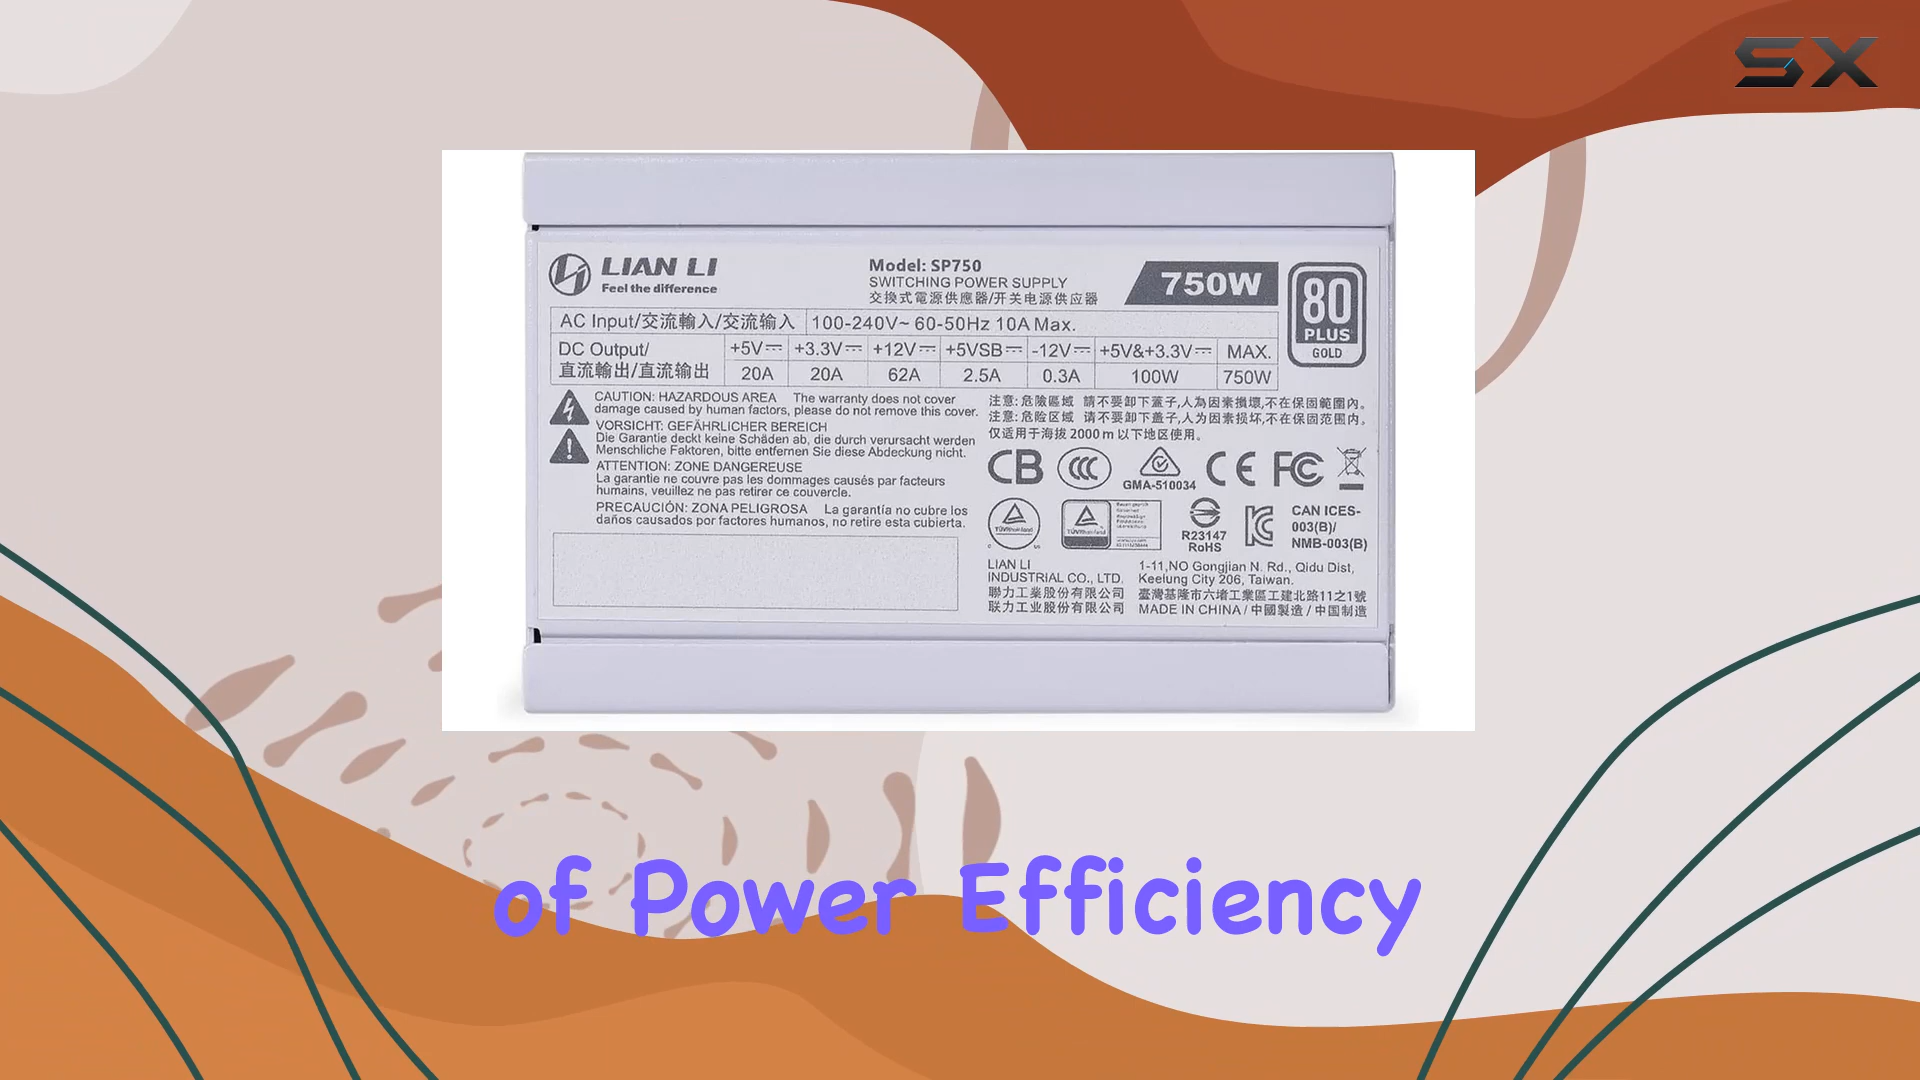 SX
LIAN LI
Feel the difference
Model: SP750
SWITCHING POWER SUPPLY
交換式電源供應器/开关电源供应器
750W
80
PLUS
GOLD
AC Input/交流輸入/交流输入 100-240V~ 60-50Hz 10A Max.
DC Output/
直流輸出/直流输出
+5V⎓ +3.3V⎓ +12V⎓ +5VSB⎓ -12V⎓ +5V&+3.3V⎓ MAX.
20A 20A 62A 2.5A 0.3A 100W 750W
CAUTION: HAZARDOUS AREA The warranty does not cover
damage caused by human factors, please do not remove this cover.
VORSICHT: GEFÄHRLICHER BEREICH
Die Garantie deckt keine Schäden ab, die durch verursacht werden
Menschliche Faktoren, bitte entfernen Sie diese Abdeckung nicht.
ATTENTION: ZONE DANGEREUSE
La garantie ne couvre pas les dommages causés par facteurs
humains, veuillez ne pas retirer ce couvercle.
PRECAUCIÓN: ZONA PELIGROSA La garantía no cubre los
daños causados por factores humanos, no retire esta cubierta.
注意: 危險區域 請不要卸下蓋子,人為因素損壞,不在保固範圍內。
注意: 危险区域 请不要卸下盖子,人为因素损坏,不在保固范围内。
仅适用于海拔 2000 m 以下地区使用。
CB CCC GMA-510034 CE FC
TÜVRheinland
TÜVRheinland
R23147
RoHS
CAN ICES-
003(B)/
NMB-003(B)
LIAN LI
INDUSTRIAL CO., LTD.
聯力工業股份有限公司
联力工业股份有限公司
1-11,NO Gongjian N. Rd., Qidu Dist,
Keelung City 206, Taiwan.
臺灣基隆市六堵工業區工建北路11之1號
MADE IN CHINA / 中國製造 / 中国制造
of Power Efficiency